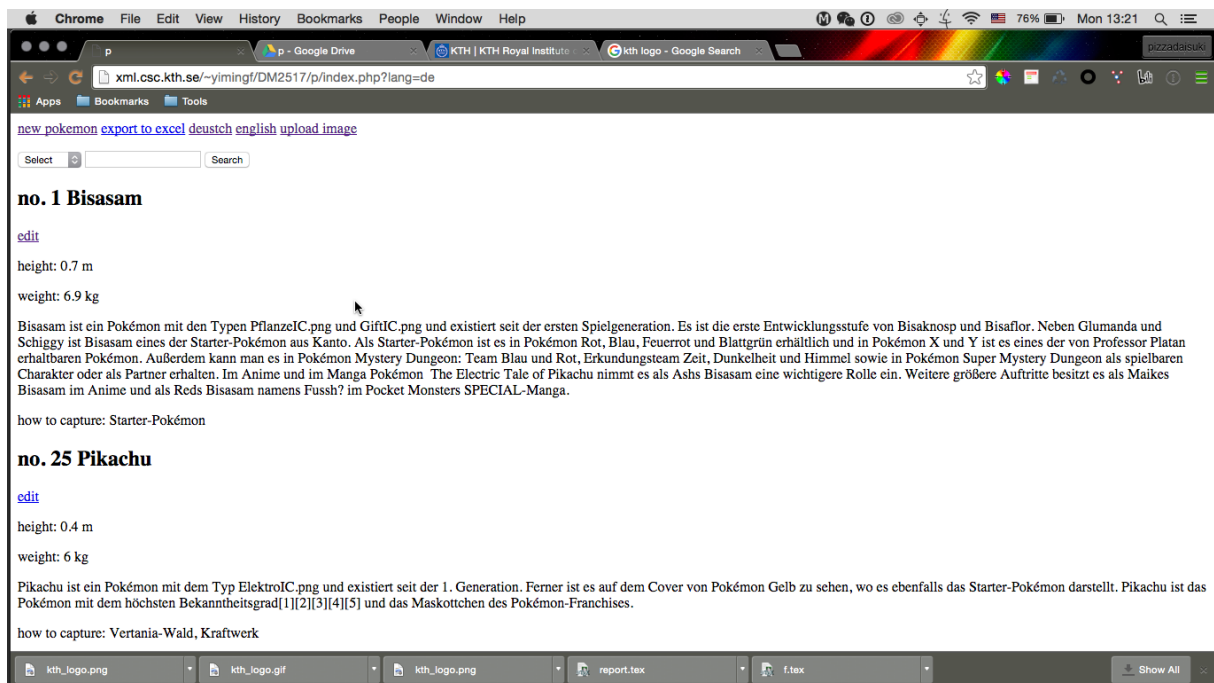 Chrome File Edit View History Bookmarks People Window Help 76% Mon 13:21
p p - Google Drive KTH | KTH Royal Institute kth logo - Google Search pizzadaisuki
xml.csc.kth.se/~yimingf/DM2517/p/index.php?lang=de
Apps Bookmarks Tools
new pokemon export to excel deustch english upload image
Select Search
no. 1 Bisasam
edit
height: 0.7 m
weight: 6.9 kg
Bisasam ist ein Pokémon mit den Typen PflanzeIC.png und GiftIC.png und existiert seit der ersten Spielgeneration. Es ist die erste Entwicklungsstufe von Bisaknosp und Bisaflor. Neben Glumanda und
Schiggy ist Bisasam eines der Starter-Pokémon aus Kanto. Als Starter-Pokémon ist es in Pokémon Rot, Blau, Feuerrot und Blattgrün erhältlich und in Pokémon X und Y ist es eines der von Professor Platan
erhaltbaren Pokémon. Außerdem kann man es in Pokémon Mystery Dungeon: Team Blau und Rot, Erkundungsteam Zeit, Dunkelheit und Himmel sowie in Pokémon Super Mystery Dungeon als spielbaren
Charakter oder als Partner erhalten. Im Anime und im Manga Pokémon The Electric Tale of Pikachu nimmt es als Ashs Bisasam eine wichtigere Rolle ein. Weitere größere Auftritte besitzt es als Maikes
Bisasam im Anime und als Reds Bisasam namens Fussh? im Pocket Monsters SPECIAL-Manga.
how to capture: Starter-Pokémon
no. 25 Pikachu
edit
height: 0.4 m
weight: 6 kg
Pikachu ist ein Pokémon mit dem Typ ElektroIC.png und existiert seit der 1. Generation. Ferner ist es auf dem Cover von Pokémon Gelb zu sehen, wo es ebenfalls das Starter-Pokémon darstellt. Pikachu ist das
Pokémon mit dem höchsten Bekanntheitsgrad[1][2][3][4][5] und das Maskottchen des Pokémon-Franchises.
how to capture: Vertania-Wald, Kraftwerk
kth_logo.png kth_logo.gif kth_logo.png report.tex f.tex Show All